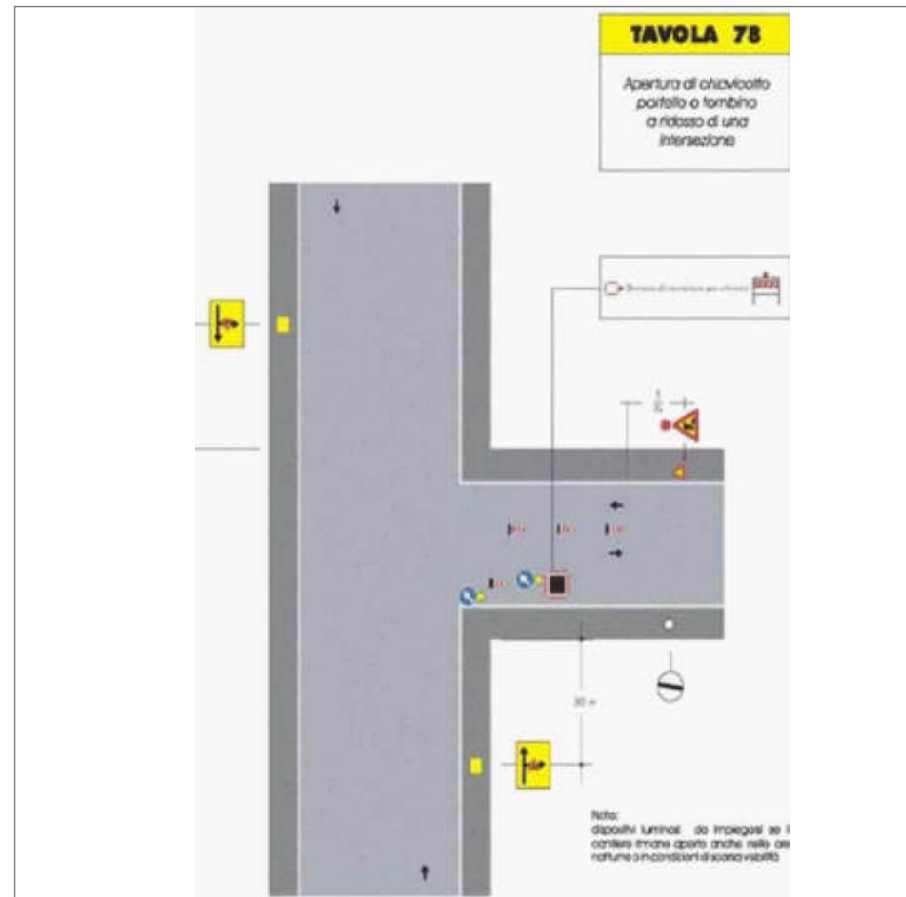 TAVOLA 78
Apertura di chiavicotto
portello o tombino
a ridosso di una
intersezione
30 m
Nota:
dispositivi luminosi da impiegarsi se
cantiere rimane aperto anche nelle ore
notturne o in condizioni di scarsa visibilità